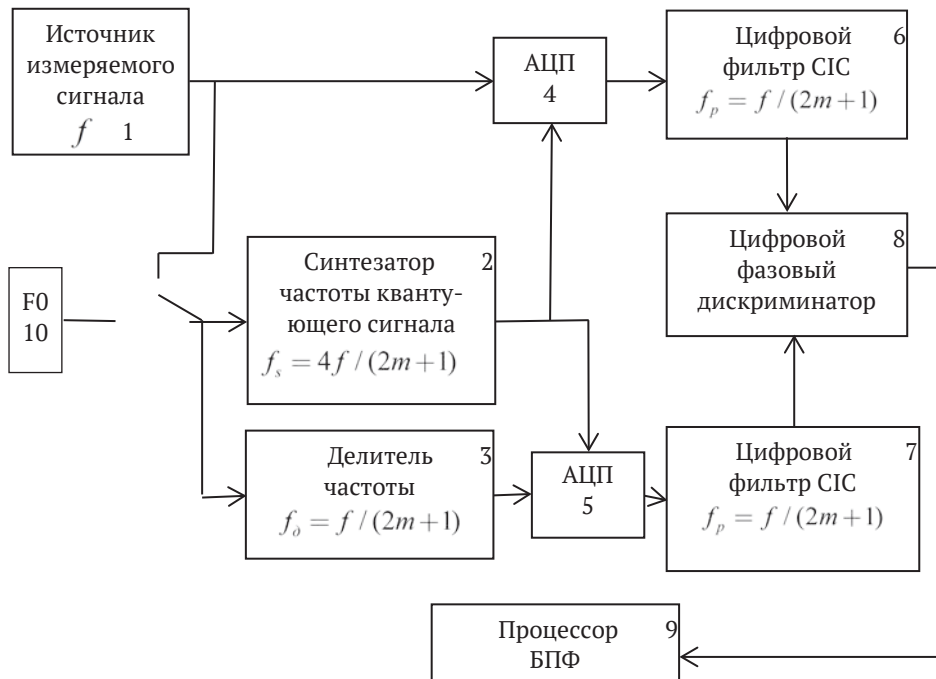 Источник
измеряемого
сигнала
f 1
АЦП
4
Цифровой 6
фильтр CIC
f_p = f / (2m + 1)
F0
10
Синтезатор 2
частоты кванту-
ющего сигнала
f_s = 4 f / (2m + 1)
Цифровой 8
фазовый
дискриминатор
Делитель 3
частоты
f_д = f / (2m + 1)
АЦП
5
Цифровой 7
фильтр CIC
f_p = f / (2m + 1)
Процессор 9
БПФ